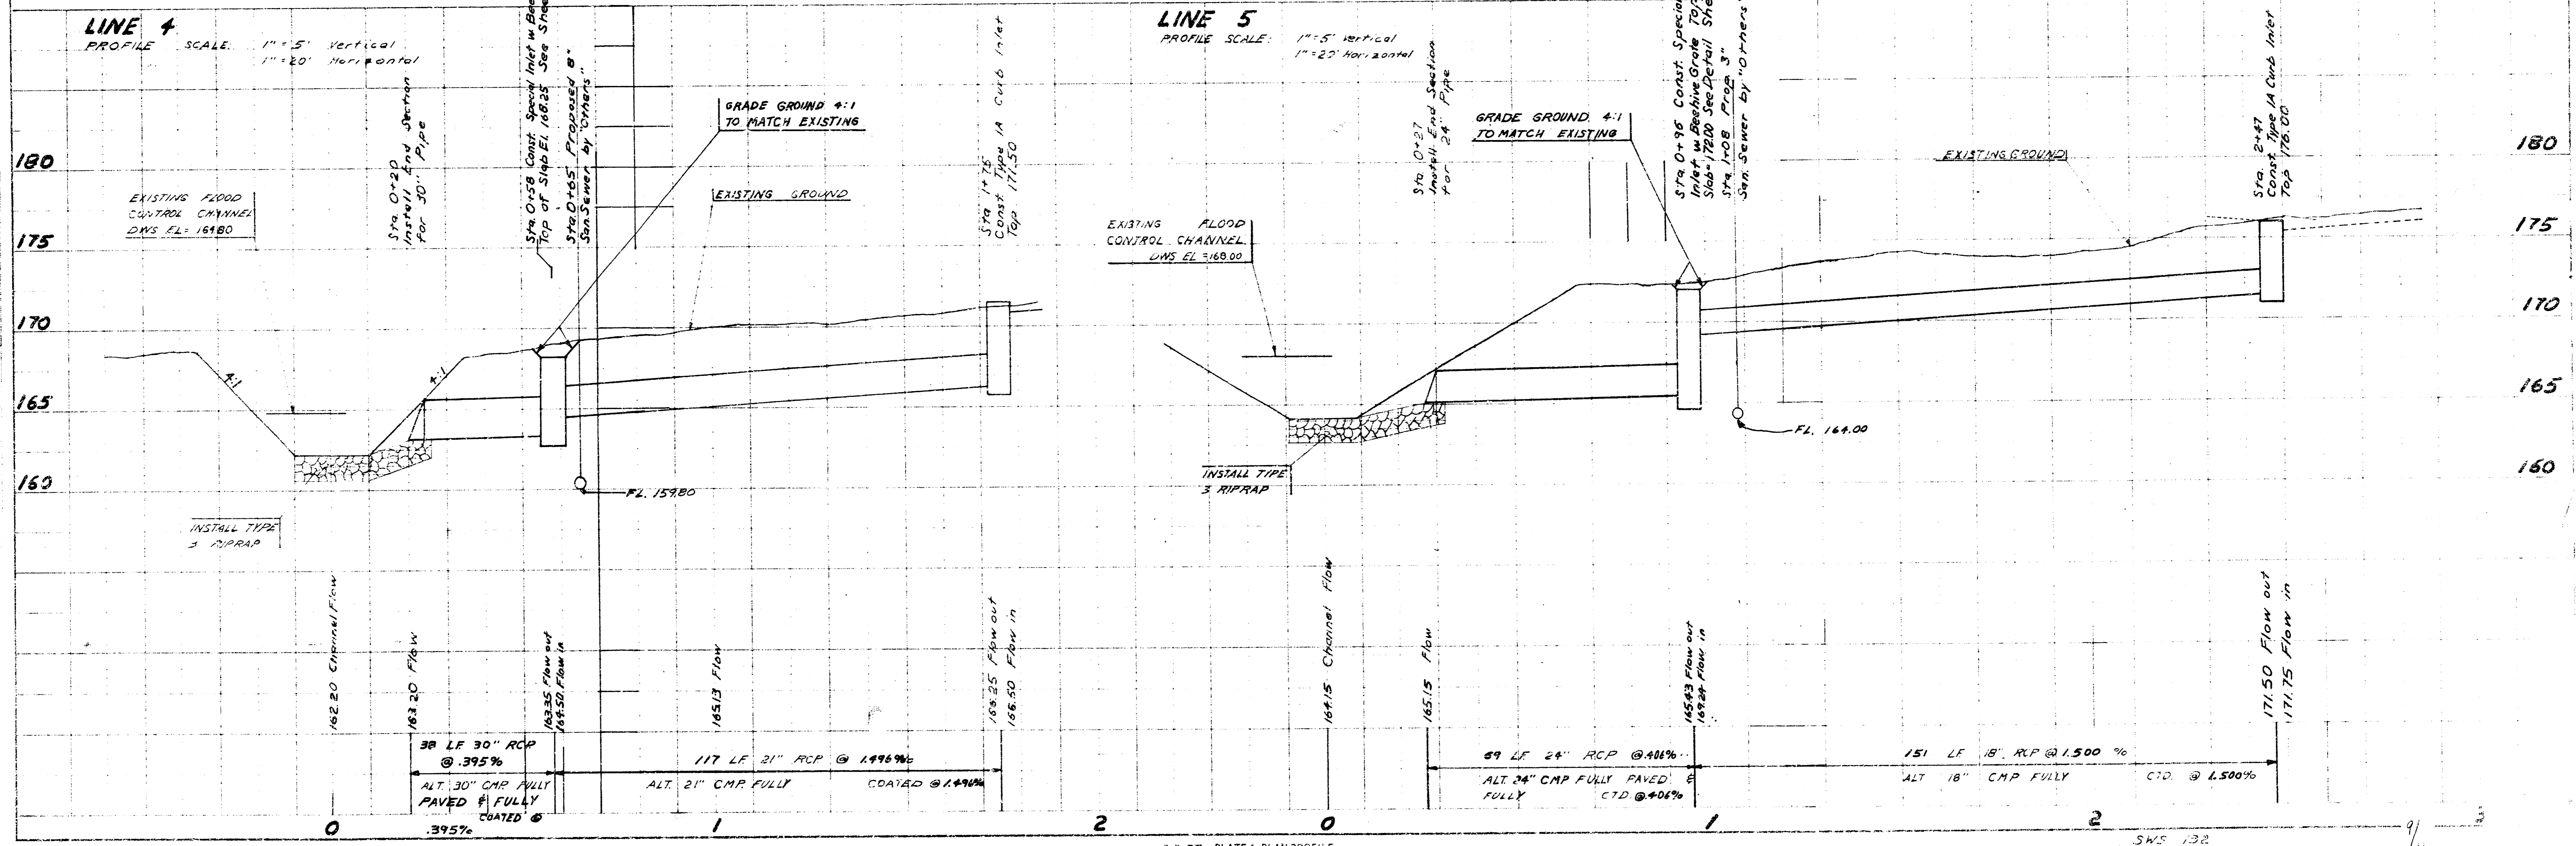 LINE 4
PROFILE SCALE: 1"=5' Vertical
1"=20' Horizontal
EXISTING FLOOD
CONTROL CHANNEL
DWS EL= 164.80
Sta. 0+20
Install End Section
for 30" Pipe
Sta. 0+58 Const. Special Inlet w Bee
Top of Slab El. 168.25 See Shee
Sta. 0+65 Proposed 8"
San. Sewer by "Others"
GRADE GROUND 4:1
TO MATCH EXISTING
EXISTING GROUND
Sta 1+75
Const. Type IA Curb Inlet
Top 171.50
180
175
170
165
160
4:1
4:1
FL. 159.80
INSTALL TYPE
3 RIPRAP
162.20 Channel Flow
163.20 Flow
163.35 Flow out
164.50 Flow in
165.13 Flow
166.25 Flow out
166.50 Flow in
38 LF 30" RCP
@ .395%
ALT. 30" CMP FULLY
PAVED & FULLY
COATED @
.395%
117 LF 21" RCP @ 1.496%
ALT. 21" CMP FULLY COATED @ 1.496%
0
1
2
LINE 5
PROFILE SCALE: 1"=5' Vertical
1"=20' Horizontal
EXISTING FLOOD
CONTROL CHANNEL
DWS EL =168.00
Sta. 0+27
Install End Section
for 24" Pipe
GRADE GROUND 4:1
TO MATCH EXISTING
Sta. 0+96 Const. Special
Inlet w Beehive Grate Top
Slab=172.00 See Detail She
Sta. 1+08 8 Prop. 3"
San. Sewer by "Others"
EXISTING GROUND
Sta. 2+47
Const. Type IA Curb Inlet
Top 176.00
180
175
170
165
160
FL. 164.00
INSTALL TYPE
3 RIPRAP
164.15 Channel Flow
165.15 Flow
165.43 Flow out
169.24 Flow in
171.50 Flow out
171.75 Flow in
69 LF 24" RCP @.406%
ALT. 24" CMP FULLY PAVED &
FULLY CTD. @.406%
151 LF 18" RCP @ 1.500 %
ALT 18" CMP FULLY CTD. @ 1.500%
0
1
2
3
SWS 132
9/